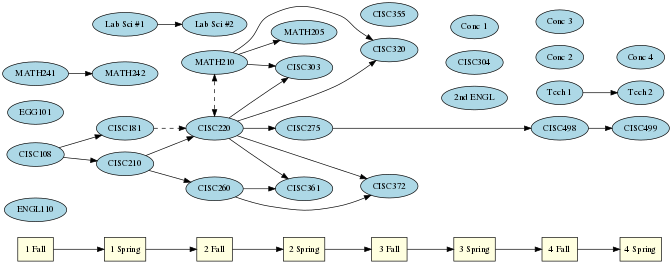 Lab Sci #1
Lab Sci #2
CISC355
Conc 1
Conc 3
MATH205
CISC320
MATH210
CISC303
CISC304
Conc 2
Conc 4
MATH241
MATH242
2nd ENGL
Tech 1
Tech 2
EGG101
CISC181
CISC220
CISC275
CISC498
CISC499
CISC108
CISC210
CISC260
CISC361
CISC372
ENGL110
1 Fall
1 Spring
2 Fall
2 Spring
3 Fall
3 Spring
4 Fall
4 Spring